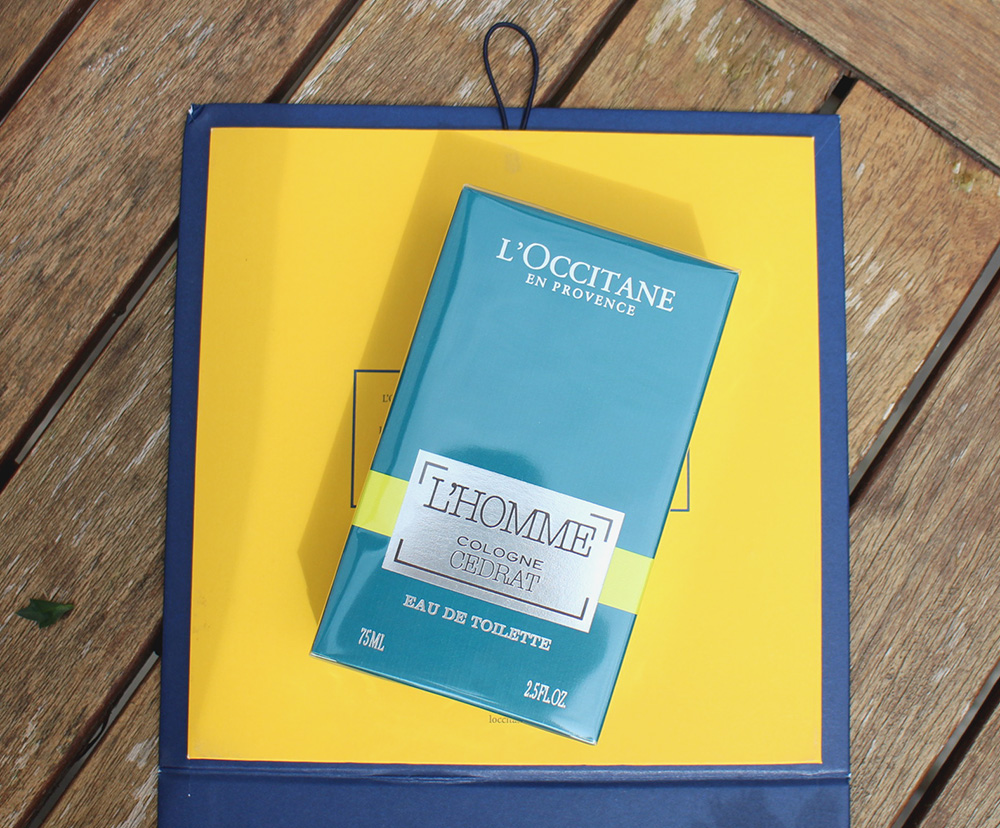 L'OCCITANE
EN PROVENCE
L'HOMME
COLOGNE
CEDRAT
EAU DE TOILETTE
75ML
2.5FL.OZ.